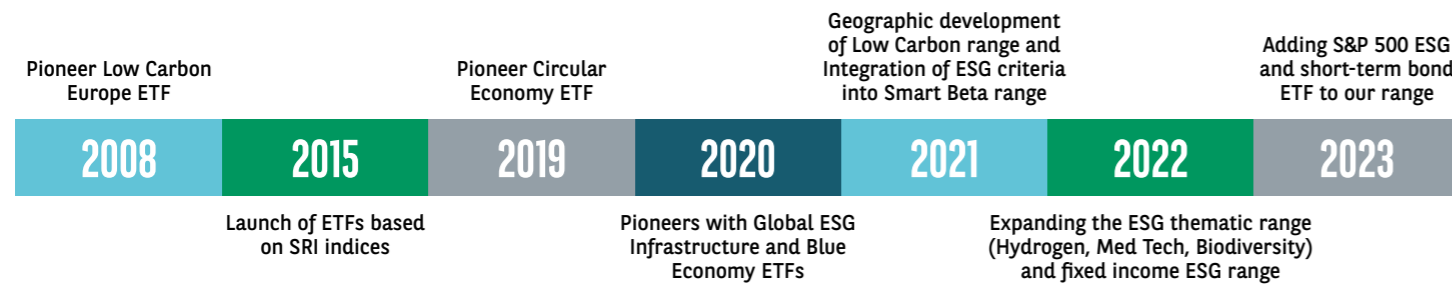 Pioneer Low Carbon
Europe ETF
2008
2015
Launch of ETFs based
on SRI indices
Pioneer Circular
Economy ETF
2019
2020
Pioneers with Global ESG
Infrastructure and Blue
Economy ETFs
Geographic development
of Low Carbon range and
Integration of ESG criteria
into Smart Beta range
2021
2022
Expanding the ESG thematic range
(Hydrogen, Med Tech, Biodiversity)
and fixed income ESG range
Adding S&P 500 ESG
and short-term bond
ETF to our range
2023